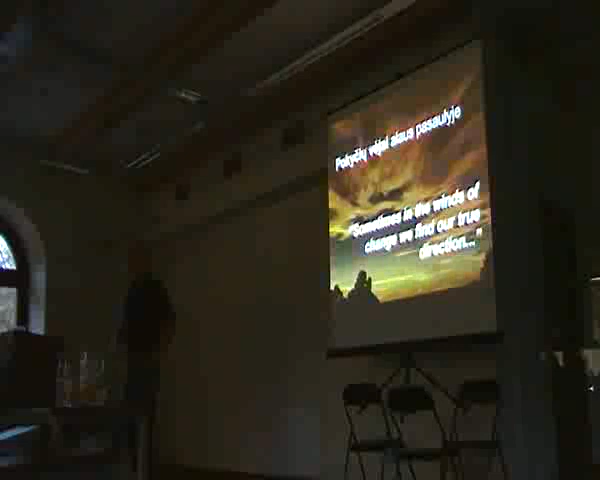 Pokyčių vėjai alaus pasaulyje
"Sometimes in the winds of
change we find our true
direction..."